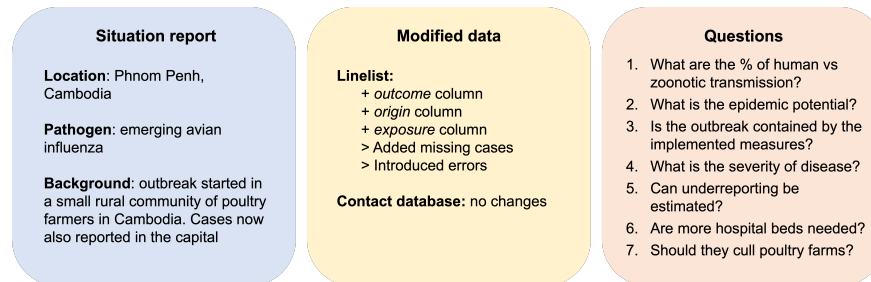 Situation report
Location: Phnom Penh,
Cambodia
Pathogen: emerging avian
influenza
Background: outbreak started in
a small rural community of poultry
farmers in Cambodia. Cases now
also reported in the capital
Modified data
Linelist:
+ outcome column
+ origin column
+ exposure column
> Added missing cases
> Introduced errors
Contact database: no changes
Questions
1. What are the % of human vs
zoonotic transmission?
2. What is the epidemic potential?
3. Is the outbreak contained by the
implemented measures?
4. What is the severity of disease?
5. Can underreporting be
estimated?
6. Are more hospital beds needed?
7. Should they cull poultry farms?